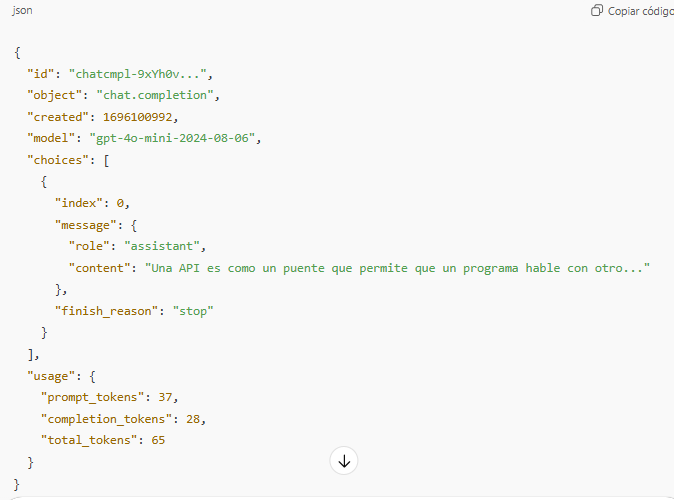 json
Copiar código
{
"id": "chatcmpl-9xYh0v...",
"object": "chat.completion",
"created": 1696100992,
"model": "gpt-4o-mini-2024-08-06",
"choices": [
{
"index": 0,
"message": {
"role": "assistant",
"content": "Una API es como un puente que permite que un programa hable con otro..."
},
"finish_reason": "stop"
}
],
"usage": {
"prompt_tokens": 37,
"completion_tokens": 28,
"total_tokens": 65
}
}